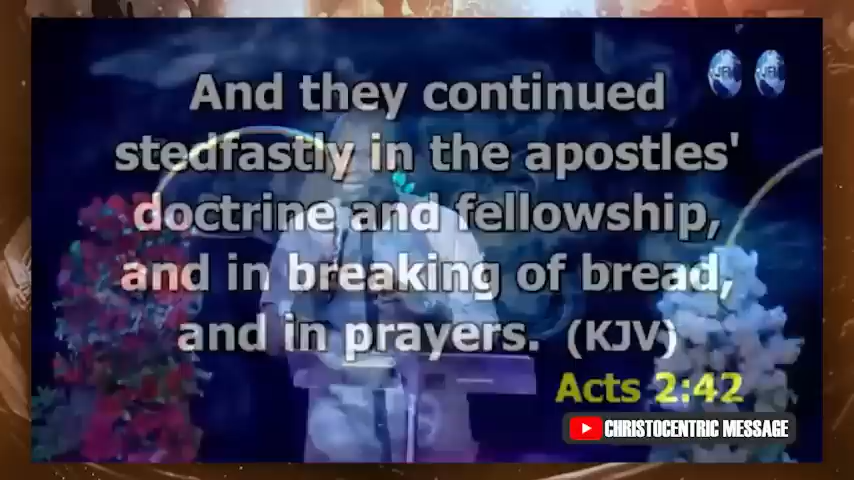 And they continued
stedfastly in the apostles'
doctrine and fellowship,
and in breaking of bread,
and in prayers. (KJV)
Acts 2:42
CHRISTOCENTRIC MESSAGE